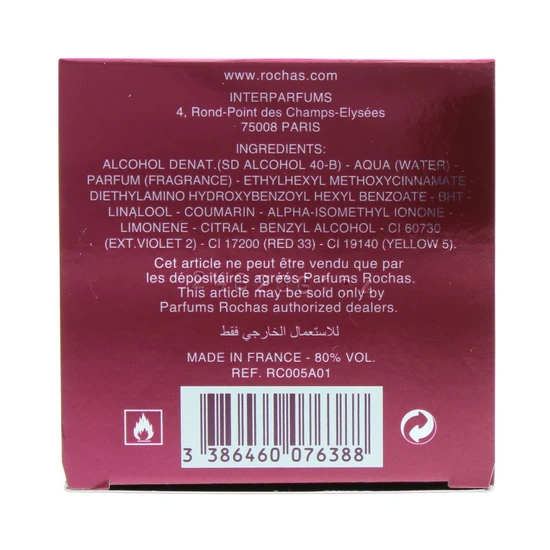 www.rochas.com
INTERPARFUMS
4, Rond-Point des Champs-Elysées
75008 PARIS
INGREDIENTS:
ALCOHOL DENAT.(SD ALCOHOL 40-B) - AQUA (WATER) -
PARFUM (FRAGRANCE) - ETHYLHEXYL METHOXYCINNAMATE -
DIETHYLAMINO HYDROXYBENZOYL HEXYL BENZOATE - BHT -
LINALOOL - COUMARIN - ALPHA-ISOMETHYL IONONE -
LIMONENE - CITRAL - BENZYL ALCOHOL - CI 60730
(EXT.VIOLET 2) - CI 17200 (RED 33) - CI 19140 (YELLOW 5).
Cet article ne peut être vendu que par
les dépositaires agréés Parfums Rochas.
This article may be sold only by
Parfums Rochas authorized dealers.
للاستعمال الخارجي فقط
MADE IN FRANCE - 80% VOL.
REF. RC005A01
3 386460 076388